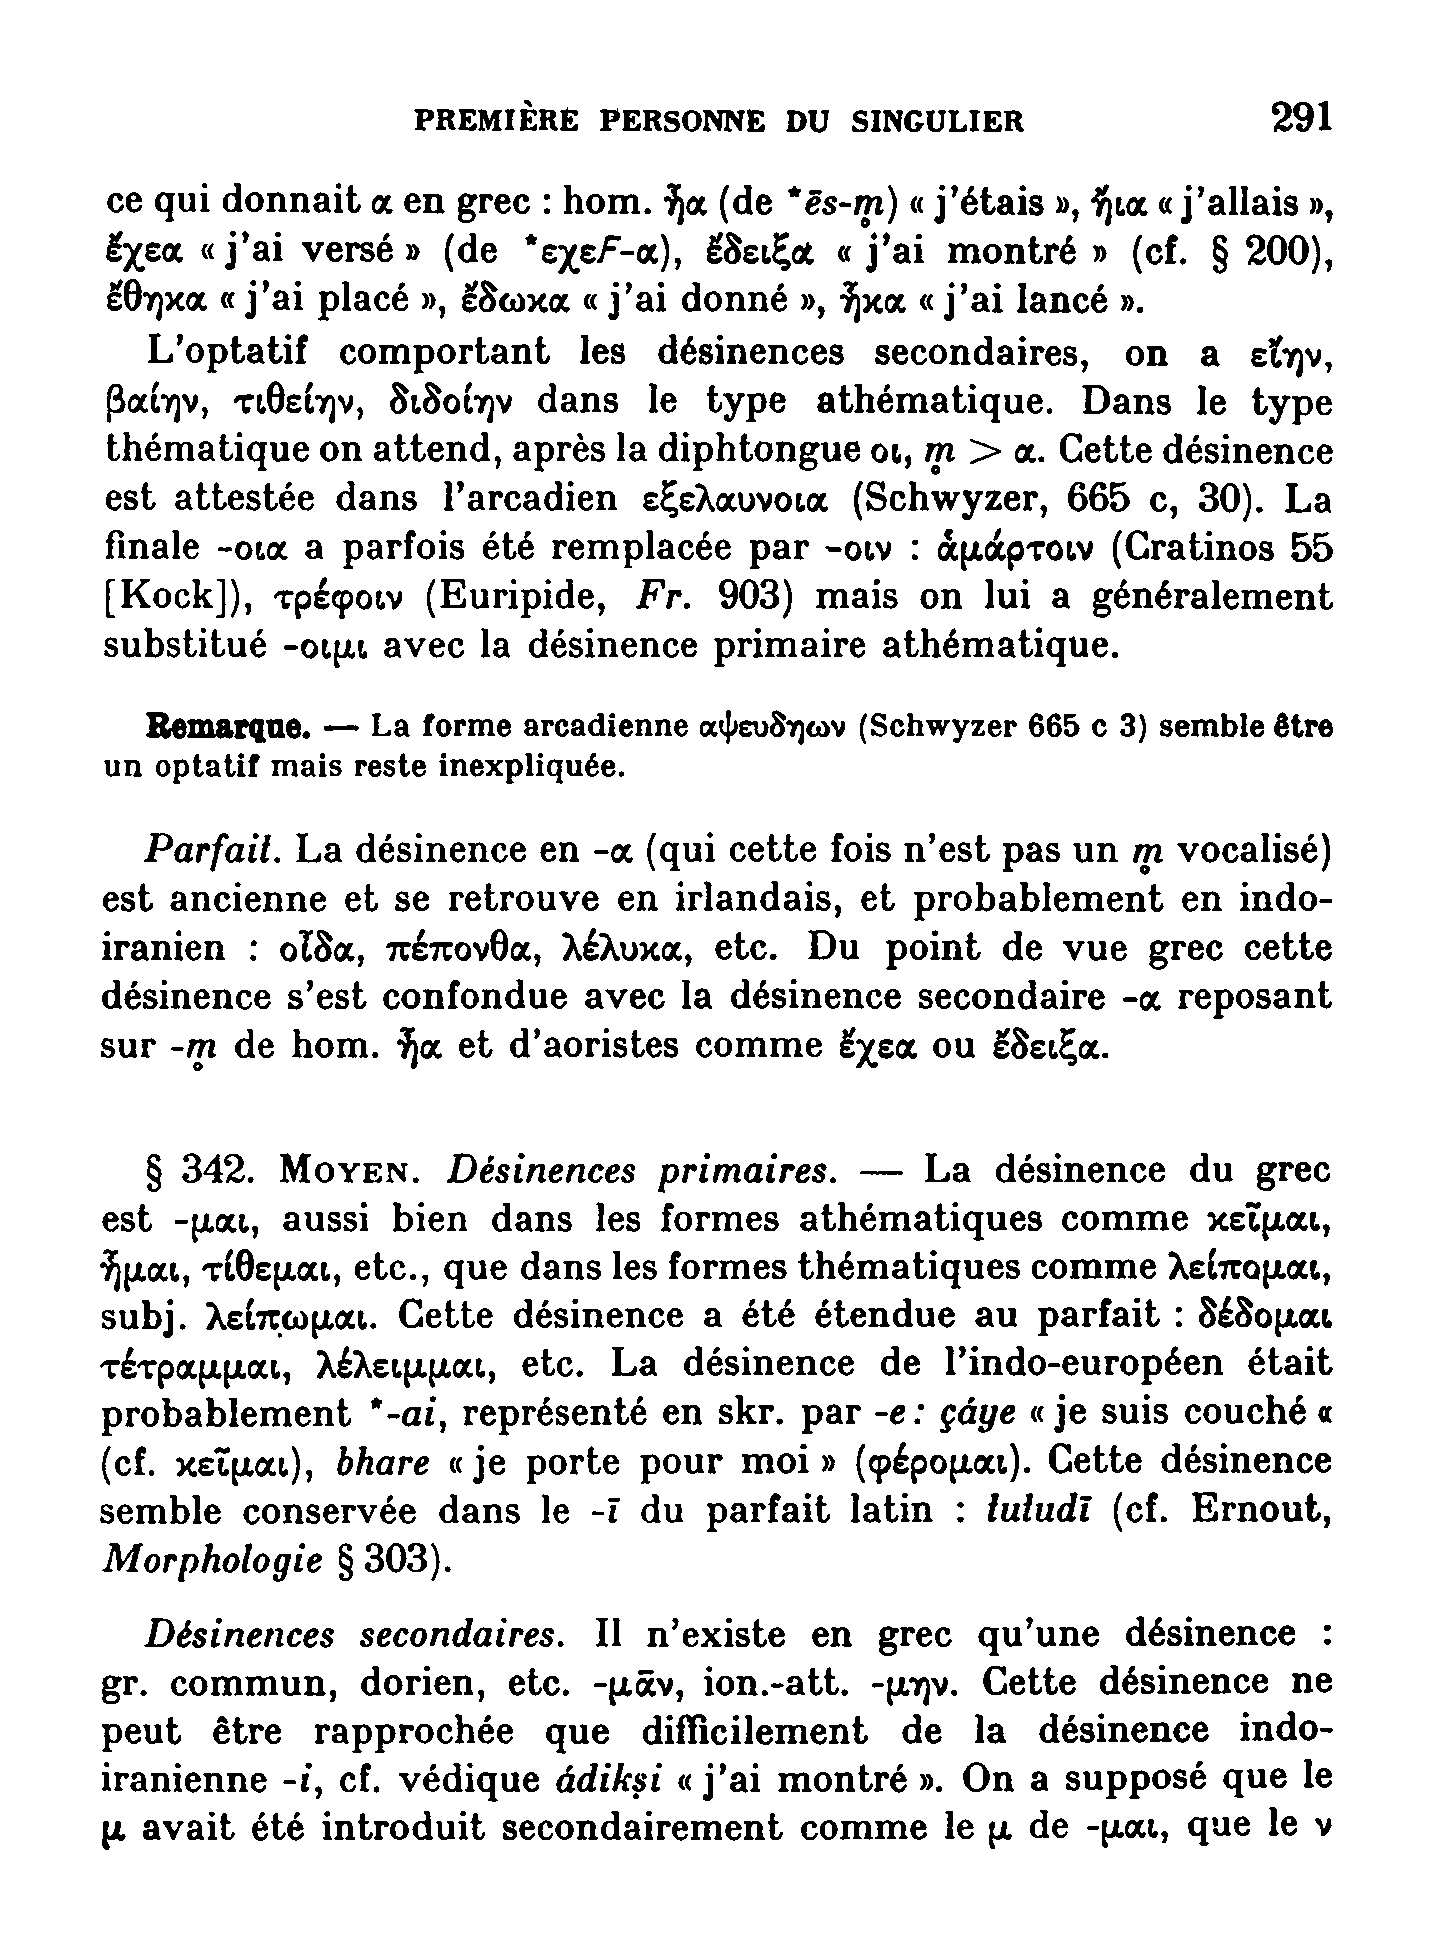 PREMIÈRE PERSONNE DU SINGULIER 291
ce qui donnait α en grec : hom. ἦα (de *ēs-m̥) « j’étais », ἤια « j’allais »,
ἔχεα « j’ai versé » (de *εχεϝ-α), ἔδειξα « j’ai montré » (cf. § 200),
ἔθηκα « j’ai placé », ἔδωκα « j’ai donné », ἧκα « j’ai lancé ».
L’optatif comportant les désinences secondaires, on a εἴην,
βαίην, τιθείην, διδοίην dans le type athématique. Dans le type
thématique on attend, après la diphtongue οι, m̥ > α. Cette désinence
est attestée dans l’arcadien εξελαυνοια (Schwyzer, 665 c, 30). La
finale -οια a parfois été remplacée par -οιν : ἁμάρτοιν (Cratinos 55
[Kock]), τρέφοιν (Euripide, Fr. 903) mais on lui a généralement
substitué -οιμι avec la désinence primaire athématique.
Remarque. — La forme arcadienne αψευδηων (Schwyzer 665 c 3) semble être
un optatif mais reste inexpliquée.
Parfait. La désinence en -α (qui cette fois n’est pas un m̥ vocalisé)
est ancienne et se retrouve en irlandais, et probablement en indo-
iranien : οἶδα, πέπονθα, λέλυκα, etc. Du point de vue grec cette
désinence s’est confondue avec la désinence secondaire -α reposant
sur -m̥ de hom. ἦα et d’aoristes comme ἔχεα ou ἔδειξα.
§ 342. MOYEN. Désinences primaires. — La désinence du grec
est -μαι, aussi bien dans les formes athématiques comme κεῖμαι,
ἧμαι, τίθεμαι, etc., que dans les formes thématiques comme λείπομαι,
subj. λείπωμαι. Cette désinence a été étendue au parfait : δέδομαι
τέτραμμαι, λέλειμμαι, etc. La désinence de l’indo-européen était
probablement *-ai, représenté en skr. par -e : çáye « je suis couché «
(cf. κεῖμαι), bhare « je porte pour moi » (φέρομαι). Cette désinence
semble conservée dans le -ī du parfait latin : tutudī (cf. Ernout,
Morphologie § 303).
Désinences secondaires. Il n’existe en grec qu’une désinence :
gr. commun, dorien, etc. -μᾱν, ion.-att. -μην. Cette désinence ne
peut être rapprochée que difficilement de la désinence indo-
iranienne -i, cf. védique ádikṣi « j’ai montré ». On a supposé que le
μ avait été introduit secondairement comme le μ de -μαι, que le ν